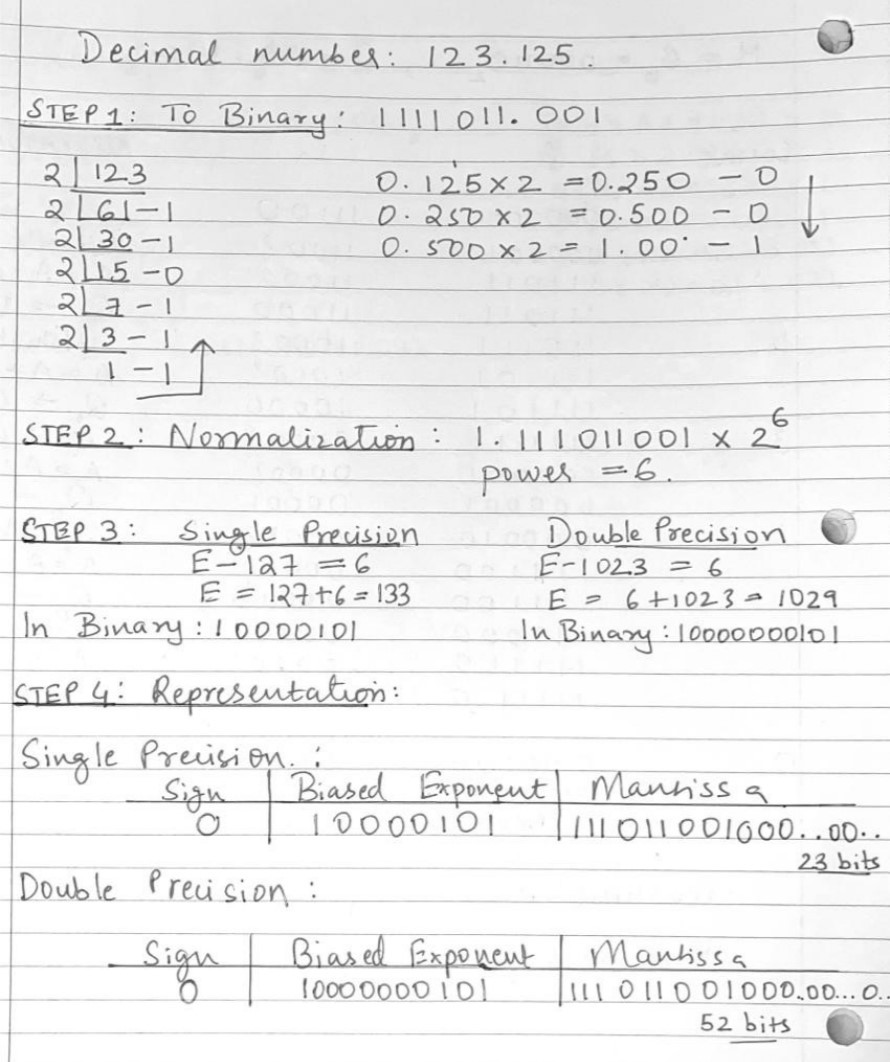 Decimal number: 123.125.
STEP 1: To Binary: 1111011.001
2 | 123
2 | 61 - 1
2 | 30 - 1
2 | 15 - 0
2 | 7 - 1
2 | 3 - 1
1 - 1
0.125 × 2 = 0.250 - 0
0.250 × 2 = 0.500 - 0
0.500 × 2 = 1.00 - 1
STEP 2: Normalization: 1.111011001 × 2^6
power = 6.
STEP 3: Single Precision
E-127 = 6
E = 127+6 = 133
In Binary: 10000101
Double Precision
E-1023 = 6
E = 6+1023 = 1029
In Binary: 10000000101
STEP 4: Representation:
Single Precision. :
Sign | Biased Exponent | Mantissa
0 | 10000101 | 111011001000..00..
23 bits
Double Precision :
Sign | Biased Exponent | Mantissa
0 | 10000000101 | 111011001000.00...0..
52 bits